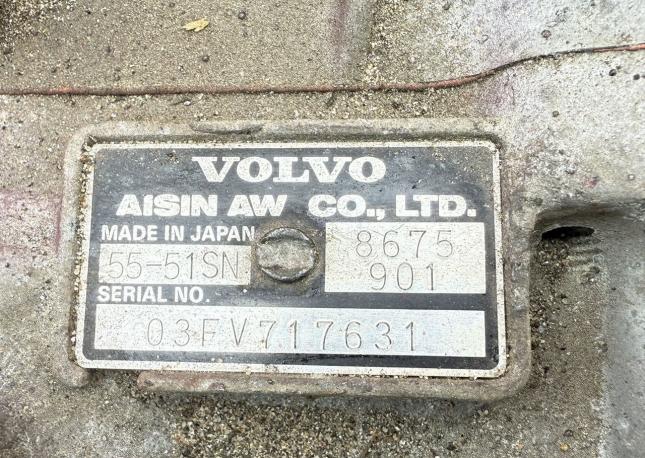 VOLVO
AISIN AW CO., LTD.
MADE IN JAPAN
8675
55-51SN
901
SERIAL NO.
03FV717631